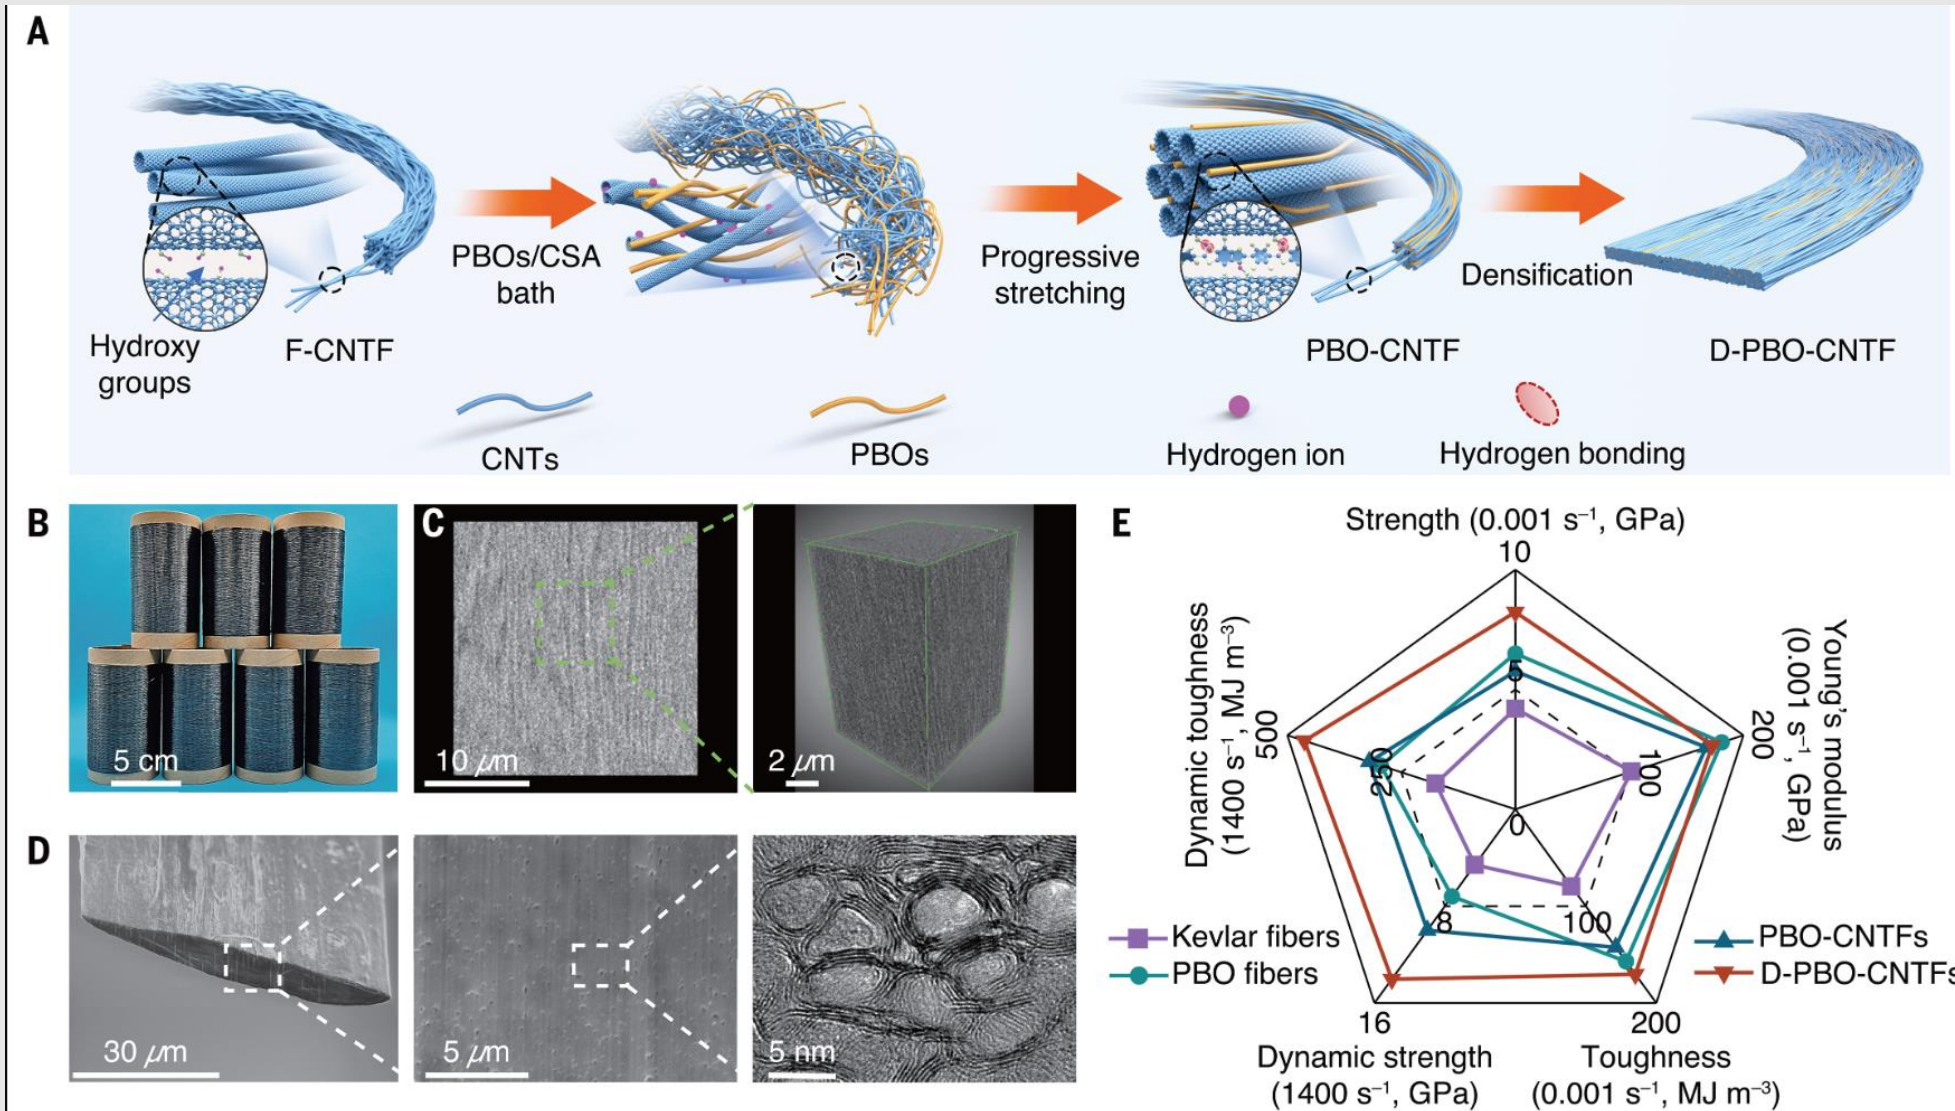 A
PBOs/CSA
bath
Progressive
stretching
Densification
Hydroxy
groups
F-CNTF
PBO-CNTF
D-PBO-CNTF
CNTs
PBOs
Hydrogen ion
Hydrogen bonding
B
5 cm
C
10 μm
2 μm
D
30 μm
5 μm
5 nm
E
Strength (0.001 s⁻¹, GPa)
10
5
0
Young's modulus
(0.001 s⁻¹, GPa)
200
100
Dynamic toughness
(1400 s⁻¹, MJ m⁻³)
500
250
8
100
16
200
Dynamic strength
(1400 s⁻¹, GPa)
Toughness
(0.001 s⁻¹, MJ m⁻³)
Kevlar fibers
PBO fibers
PBO-CNTFs
D-PBO-CNTFs